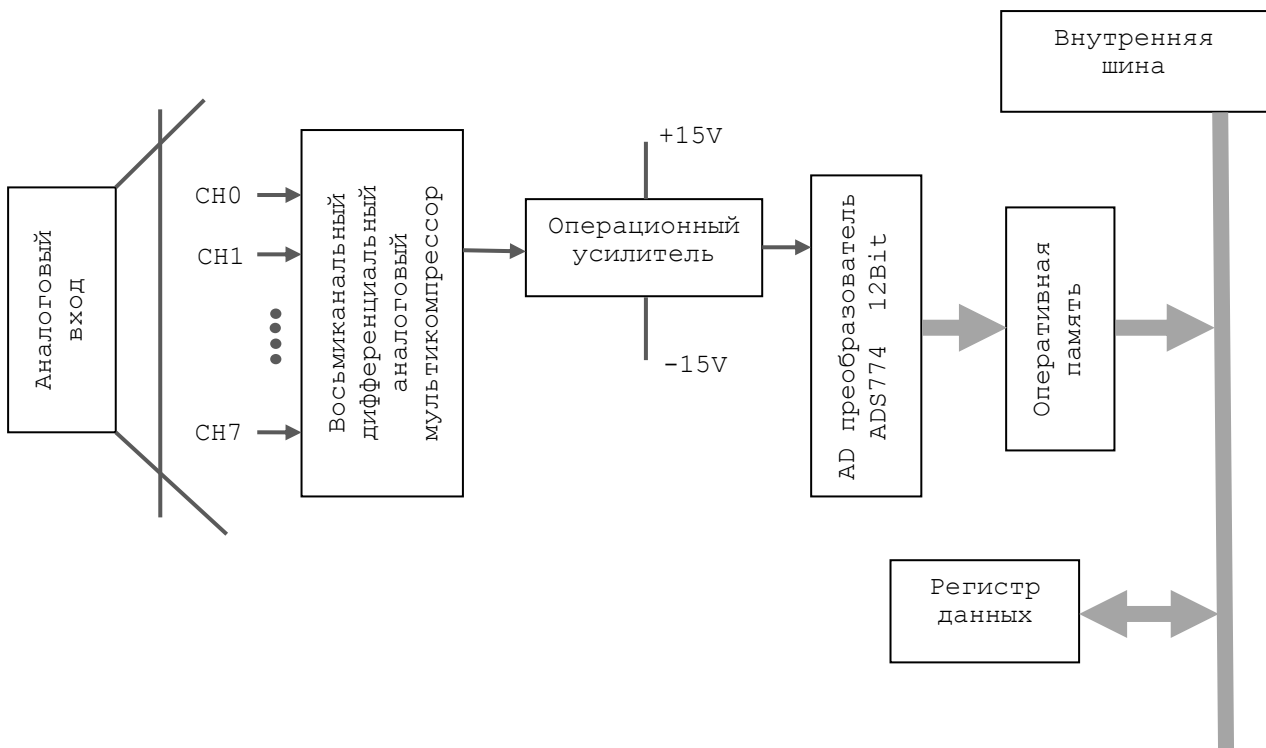 Внутренняя
шина
Аналоговый
вход
CH0
CH1
CH7
Восьмиканальный
дифференциальный
аналоговый
мультикомпрессор
+15V
Операционный
усилитель
-15V
AD преобразователь
ADS774 12Bit
Оперативная
память
Регистр
данных